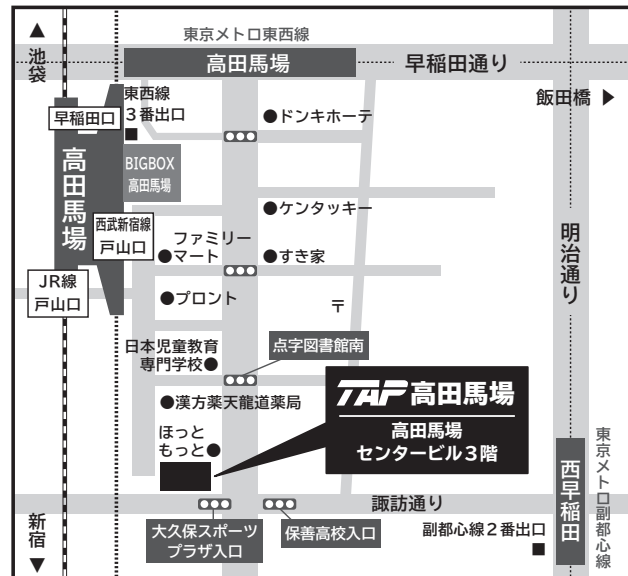 ▲
池袋
東京メトロ東西線
高田馬場
早稲田通り
飯田橋 ▶
早稲田口
東西線
3番出口
■
●ドンキホーテ
高田馬場
BIGBOX
高田馬場
●ケンタッキー
西武新宿線
戸山口
ファミリー
●マート
●すき家
明治通り
JR線
戸山口
●プロント
〒
日本児童教育
専門学校●
点字図書館南
●漢方薬天龍道薬局
TAP 高田馬場
高田馬場
センタービル3階
ほっと
もっと●
諏訪通り
西早稲田
東京メトロ副都心線
新宿
▼
大久保スポーツ
プラザ入口
保善高校入口
副都心線2番出口
■